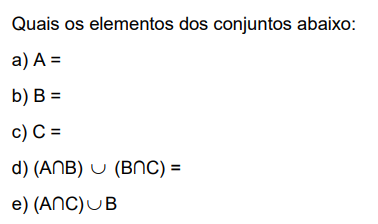 Quais os elementos dos conjuntos abaixo:
a) A =
b) B =
c) C =
d) (A∩B) ∪ (B∩C) =
e) (A∩C)∪B